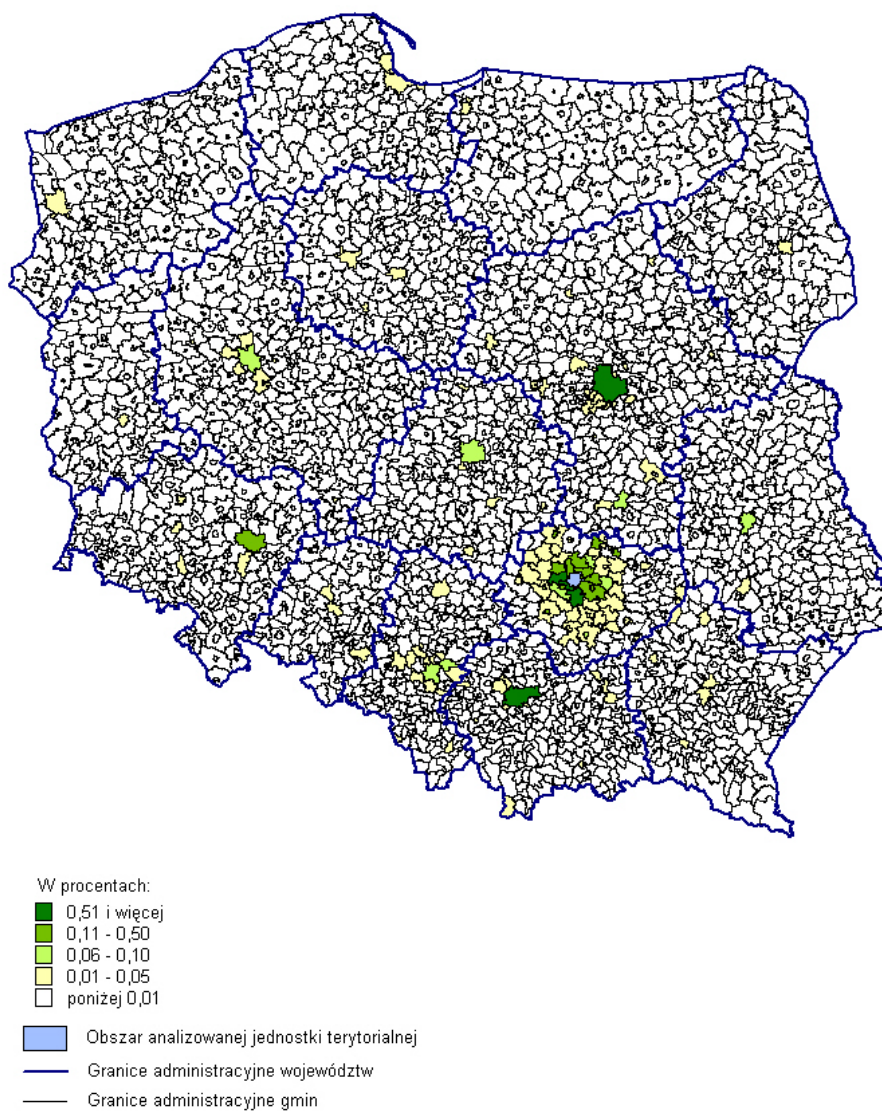 W procentach:
0,51 i więcej
0,11 - 0,50
0,06 - 0,10
0,01 - 0,05
poniżej 0,01
Obszar analizowanej jednostki terytorialnej
Granice administracyjne województw
Granice administracyjne gmin